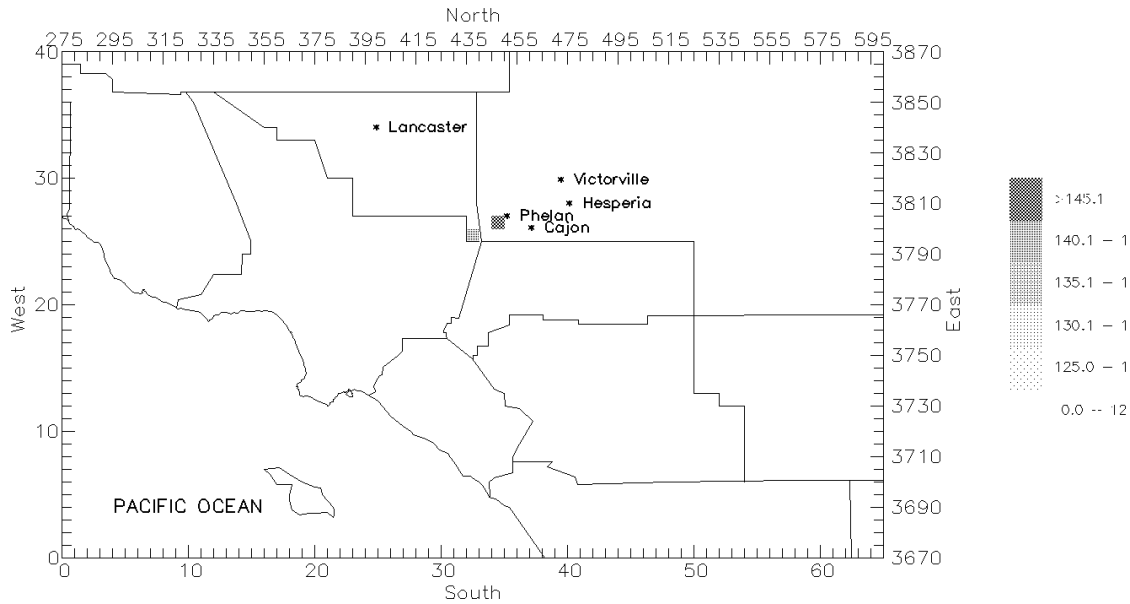 North
275 295 315 335 355 375 395 415 435 455 475 495 515 535 555 575 595
40 3870
3850
3830
30 3810
3790
20 3770
3750
3730
10 3710
3690
0 3670
West
East
Lancaster
Victorville
Hesperia
Phelan
Cajon
PACIFIC OCEAN
0 10 20 30 40 50 60
South
>145.1
140.1 – 1
135.1 – 1
130.1 – 1
125.0 – 1
0.0 -- 12